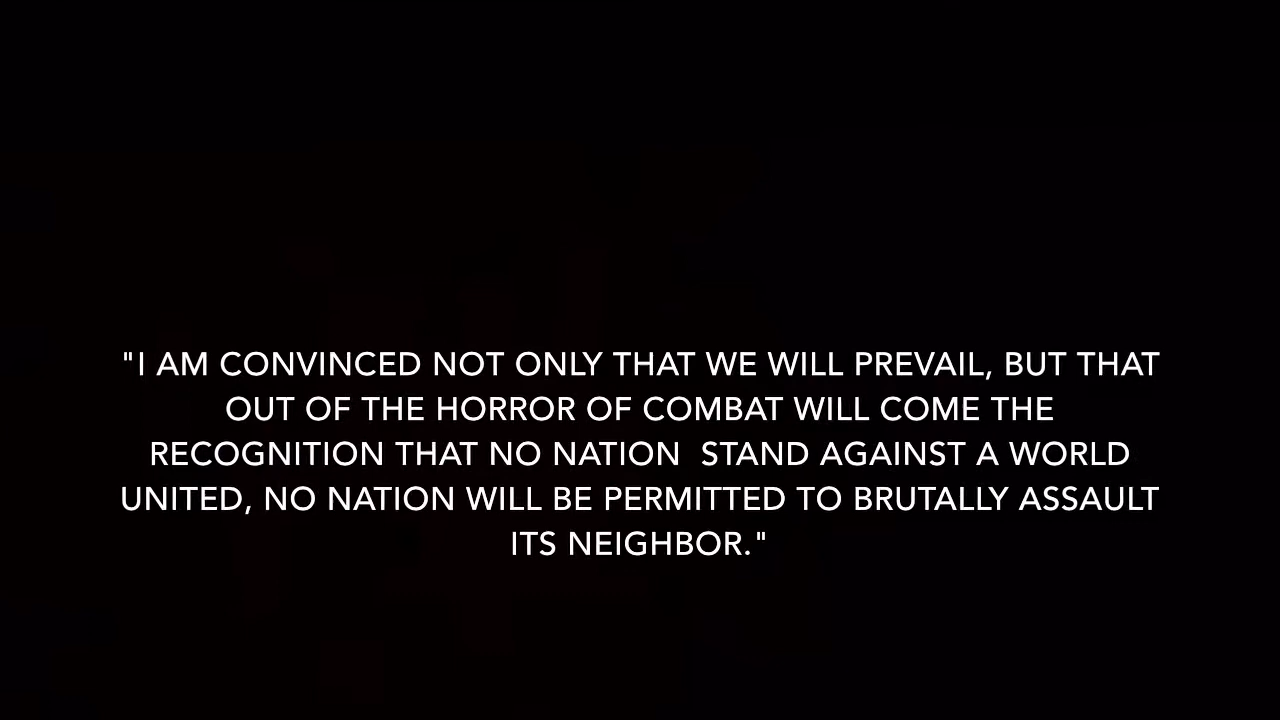 "I AM CONVINCED NOT ONLY THAT WE WILL PREVAIL, BUT THAT
OUT OF THE HORROR OF COMBAT WILL COME THE
RECOGNITION THAT NO NATION  STAND AGAINST A WORLD
UNITED, NO NATION WILL BE PERMITTED TO BRUTALLY ASSAULT
ITS NEIGHBOR."